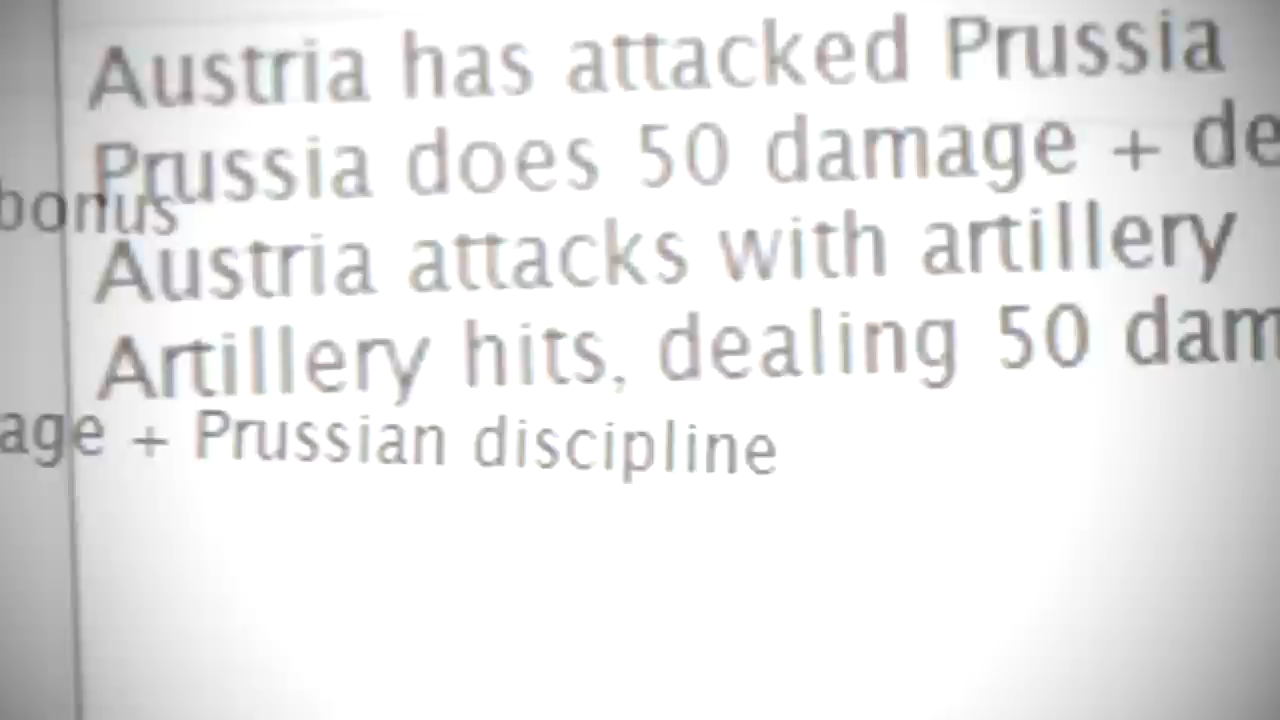 Austria has attacked Prussia
Prussia does 50 damage + de
bonus
Austria attacks with artillery
Artillery hits, dealing 50 dam
age + Prussian discipline